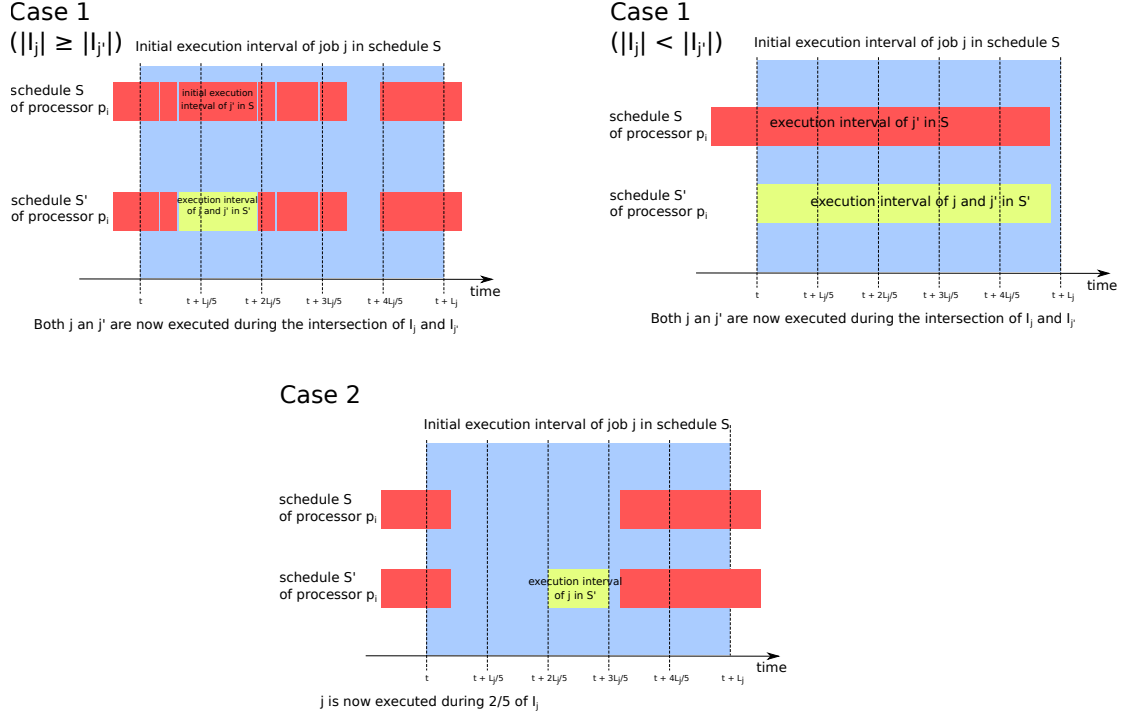 Case 1
(|Ij| ≥ |Ij'|)
Initial execution interval of job j in schedule S
schedule S
of processor pi
initial execution
interval of j' in S
schedule S'
of processor pi
execution interval
of j and j' in S'
time
t
t + Lj/5
t + 2Lj/5
t + 3Lj/5
t + 4Lj/5
t + Lj
Both j an j' are now executed during the intersection of Ij and Ij'
Case 1
(|Ij| < |Ij'|)
Initial execution interval of job j in schedule S
schedule S
of processor pi
execution interval of j' in S
schedule S'
of processor pi
execution interval of j and j' in S'
time
t
t + Lj/5
t + 2Lj/5
t + 3Lj/5
t + 4Lj/5
t + Lj
Both j an j' are now executed during the intersection of Ij and Ij'
Case 2
Initial execution interval of job j in schedule S
schedule S
of processor pi
schedule S'
of processor pi
execution interval
of j in S'
time
t
t + Lj/5
t + 2Lj/5
t + 3Lj/5
t + 4Lj/5
t + Lj
j is now executed during 2/5 of Ij